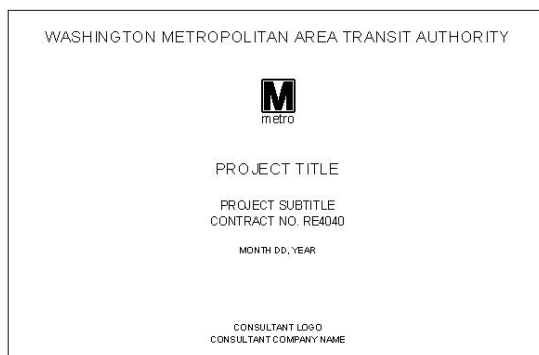 WASHINGTON METROPOLITAN AREA TRANSIT AUTHORITY
M
metro
PROJECT TITLE
PROJECT SUBTITLE
CONTRACT NO. RE4040
MONTH DD, YEAR
CONSULTANT LOGO
CONSULTANT COMPANY NAME